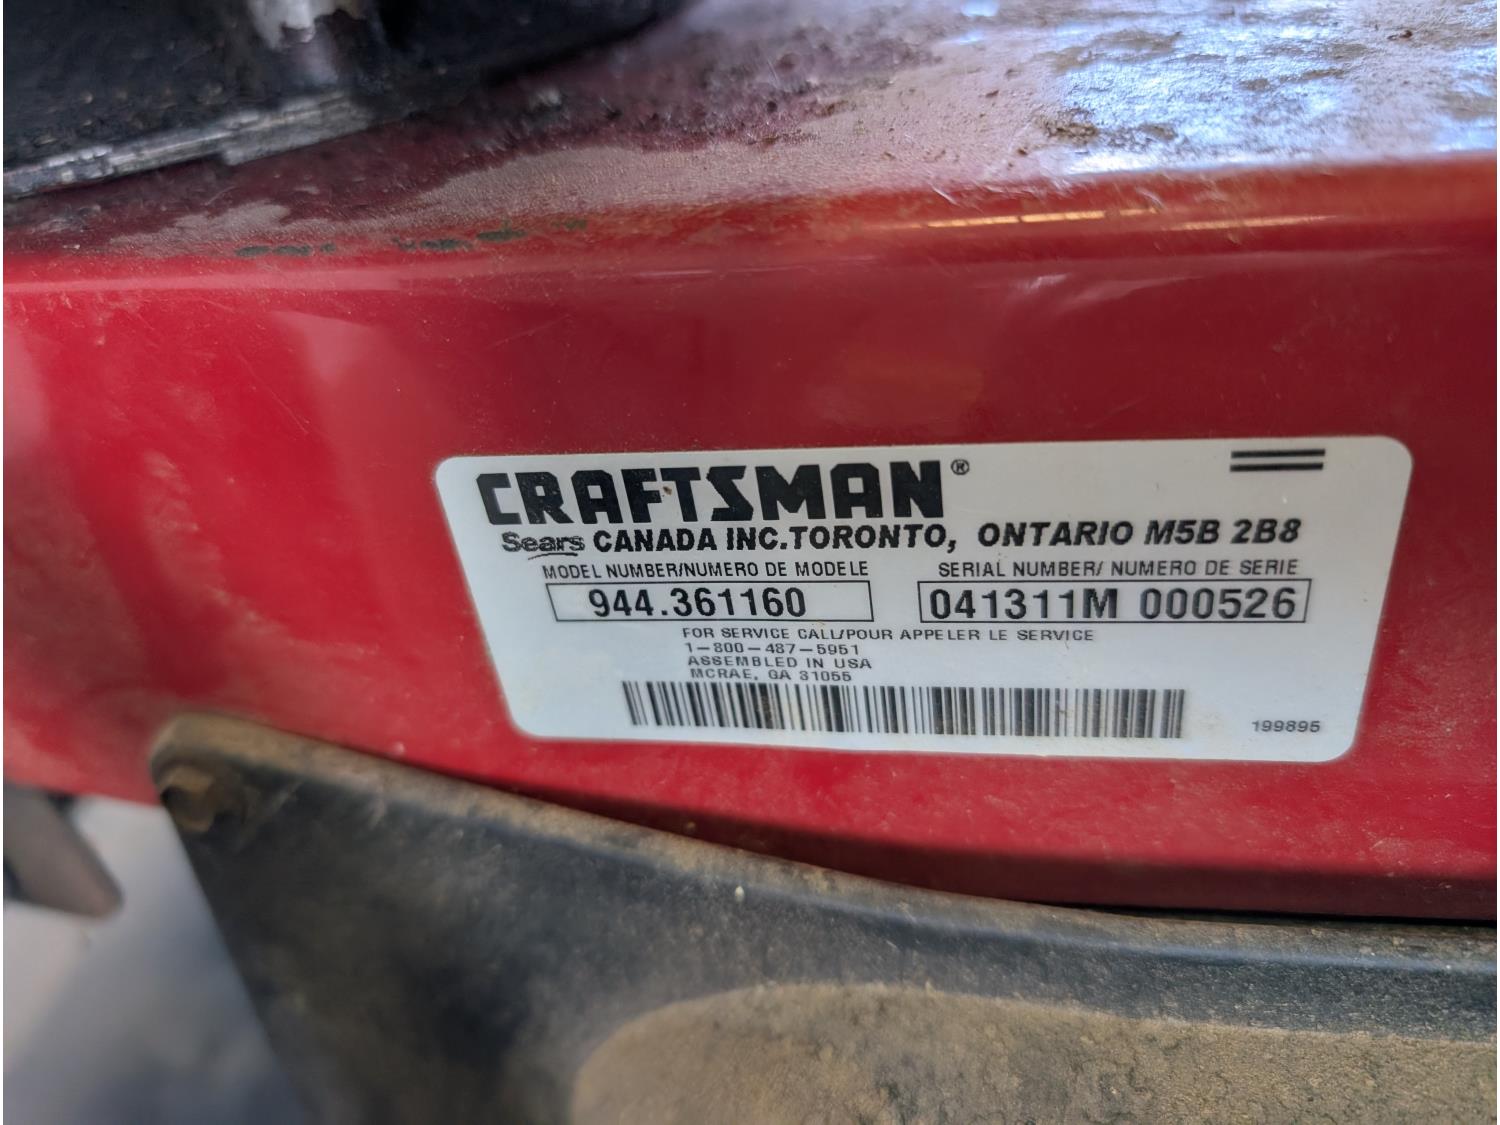 CRAFTSMAN®
Sears CANADA INC.TORONTO, ONTARIO M5B 2B8
MODEL NUMBER/NUMERO DE MODELE SERIAL NUMBER/ NUMERO DE SERIE
944.361160 041311M 000526
FOR SERVICE CALL/POUR APPELER LE SERVICE
1-800-487-5951
ASSEMBLED IN USA
MCRAE, GA 31055
199895